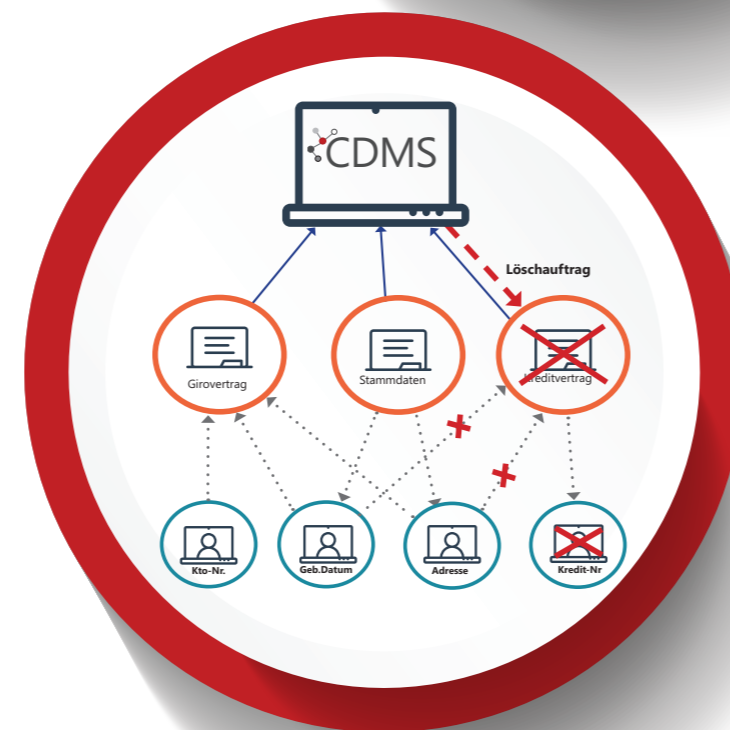 CDMS
Löschauftrag
Girovertrag
Stammdaten
Kreditvertrag
Kto-Nr.
Geb.Datum
Adresse
Kredit-Nr